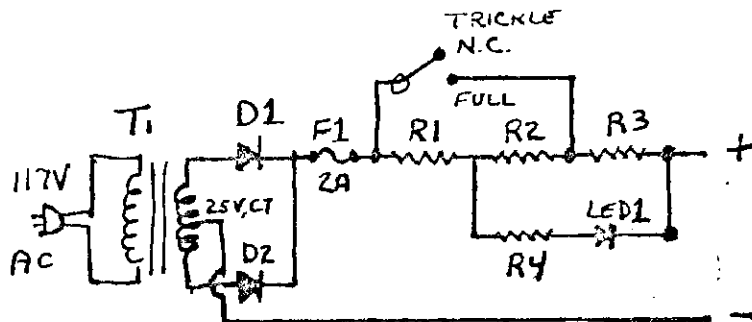 TRICKLE
N.C.
FULL
T1
D1
F1
2A
R1
R2
R3
+
117V
AC
25V,CT
D2
R4
LED1
-